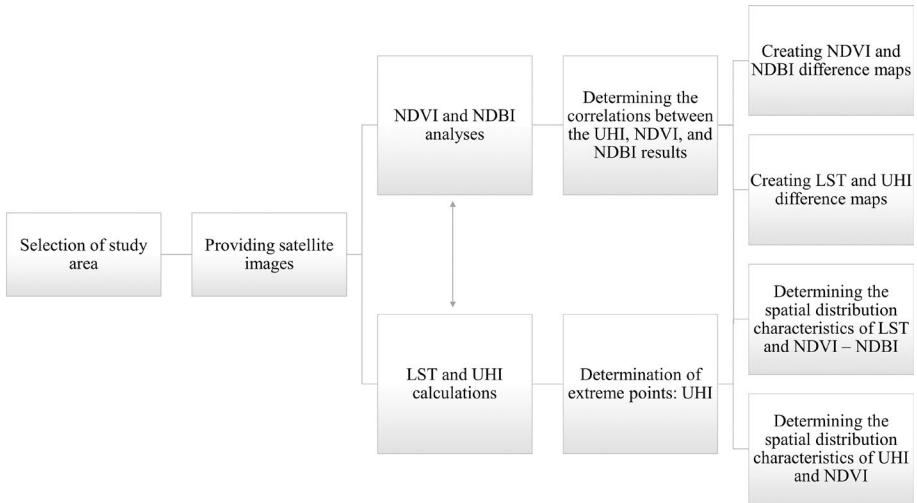 Selection of study
area
Providing satellite
images
NDVI and NDBI
analyses
LST and UHI
calculations
Determining the
correlations between
the UHI, NDVI, and
NDBI results
Determination of
extreme points: UHI
Creating NDVI and
NDBI difference maps
Creating LST and UHI
difference maps
Determining the
spatial distribution
characteristics of LST
and NDVI – NDBI
Determining the
spatial distribution
characteristics of UHI
and NDVI